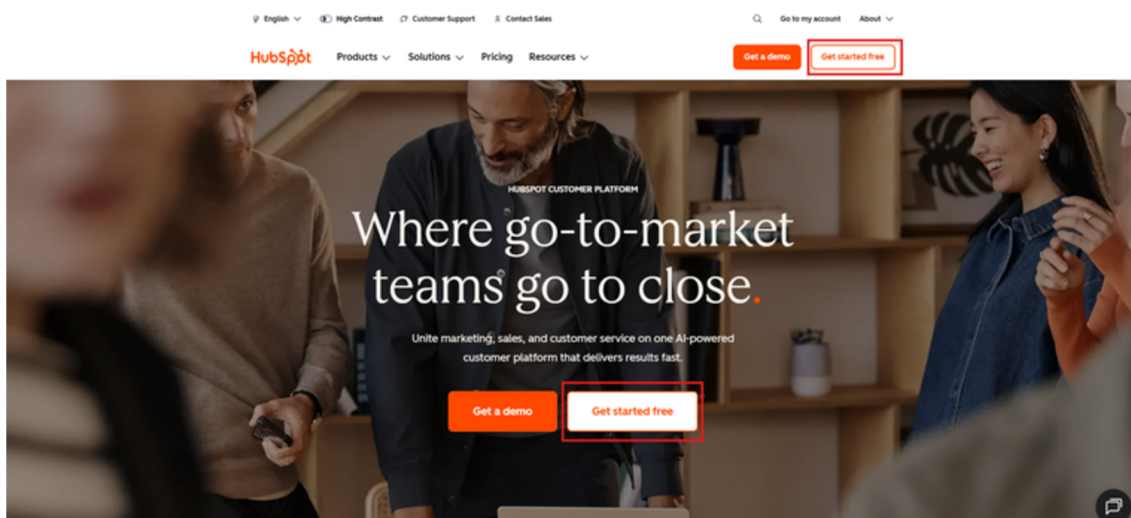 English
High Contrast
Customer Support
Contact Sales
Go to my account
About
HubSpot
Products
Solutions
Pricing
Resources
Get a demo
Get started free
HUBSPOT CUSTOMER PLATFORM
Where go-to-market
teams go to close.
Unite marketing, sales, and customer service on one AI-powered
customer platform that delivers results fast.
Get a demo
Get started free